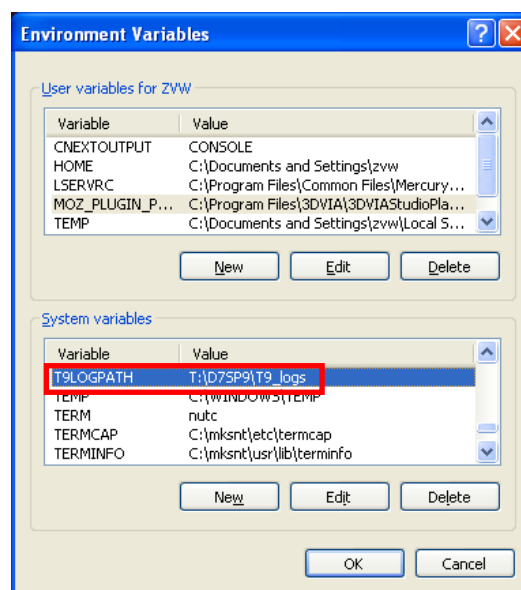 Environment Variables
User variables for ZVW
Variable Value
CNEXTOUTPUT CONSOLE
HOME C:\Documents and Settings\zvw
LSERVRC C:\Program Files\Common Files\Mercury...
MOZ_PLUGIN_P... C:\Program Files\3DVIA\3DVIAStudioPla...
TEMP C:\Documents and Settings\zvw\Local S...
New Edit Delete
System variables
Variable Value
T9LOGPATH T:\D7SP9\T9_logs
TEMP C:\WINDOWS\TEMP
TERM nutc
TERMCAP C:\mksnt\etc\termcap
TERMINFO C:\mksnt\usr\lib\terminfo
New Edit Delete
OK Cancel